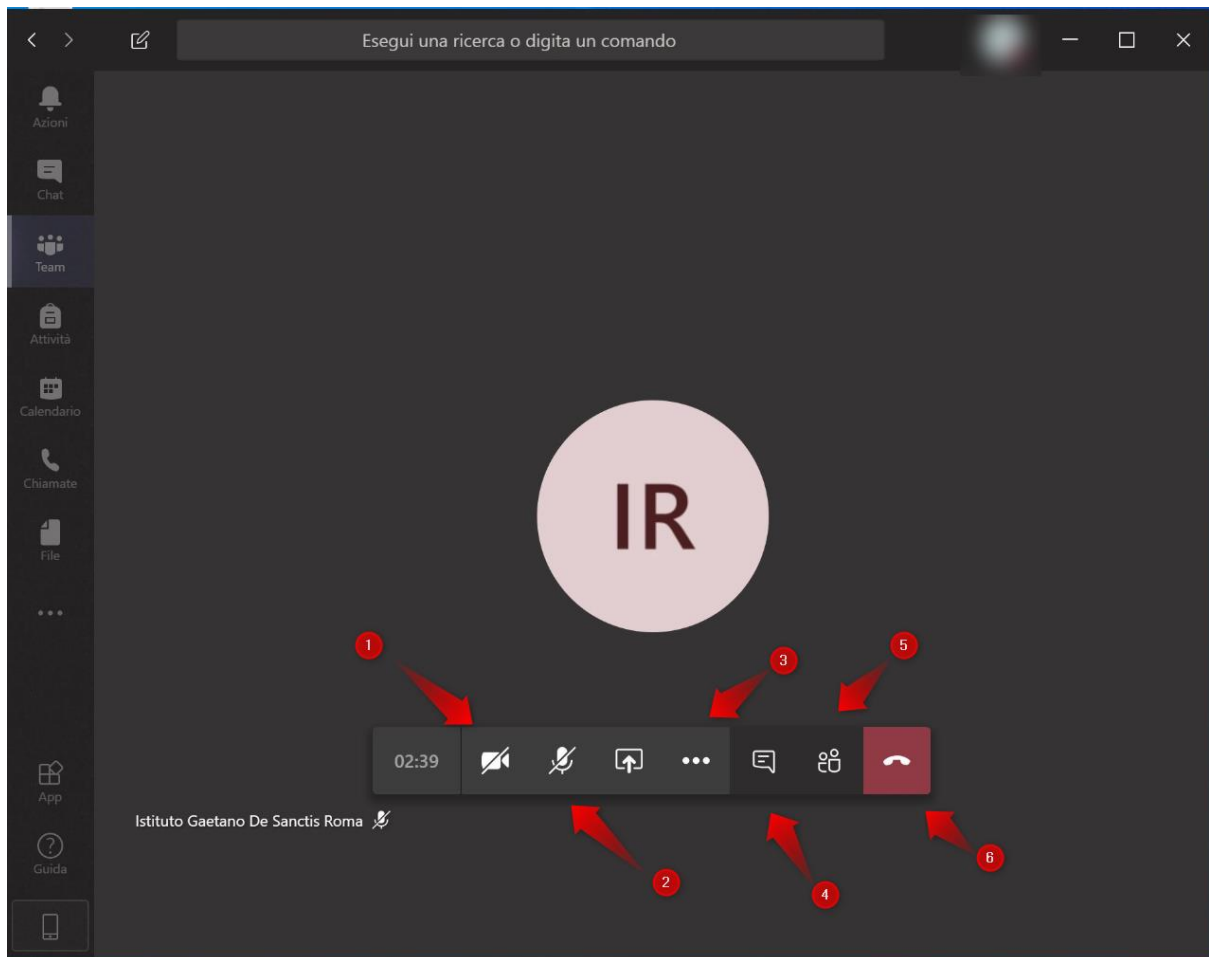 Esegui una ricerca o digita un comando
Azioni
Chat
Team
Attività
Calendario
Chiamate
File
IR
1
3
5
02:39
Istituto Gaetano De Sanctis Roma
2
4
6
App
Guida